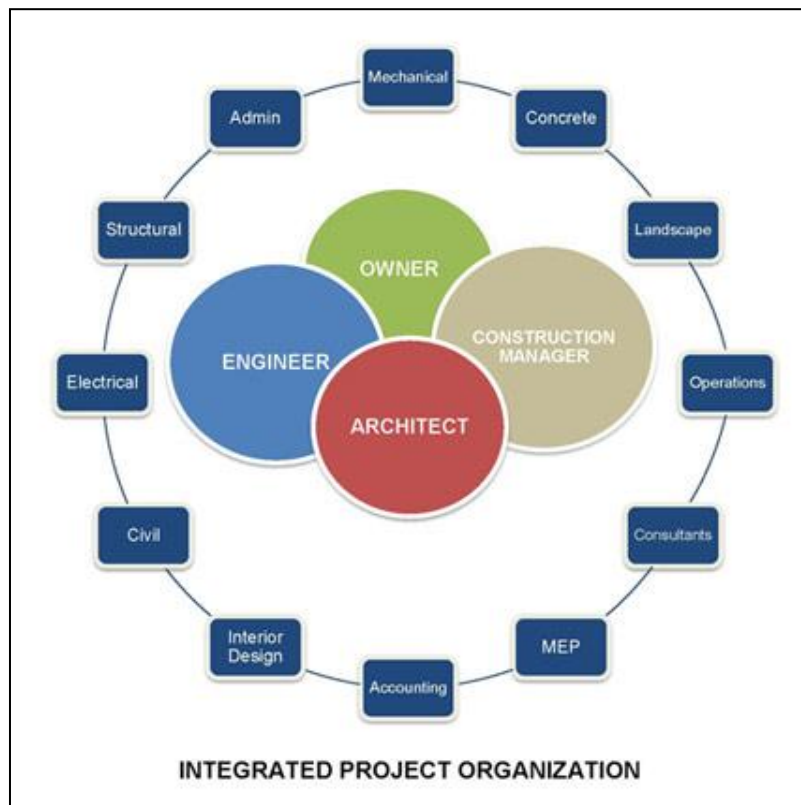 Mechanical
Concrete
Landscape
Operations
Consultants
MEP
Accounting
Interior
Design
Civil
Electrical
Structural
Admin
OWNER
ENGINEER
CONSTRUCTION
MANAGER
ARCHITECT
INTEGRATED PROJECT ORGANIZATION